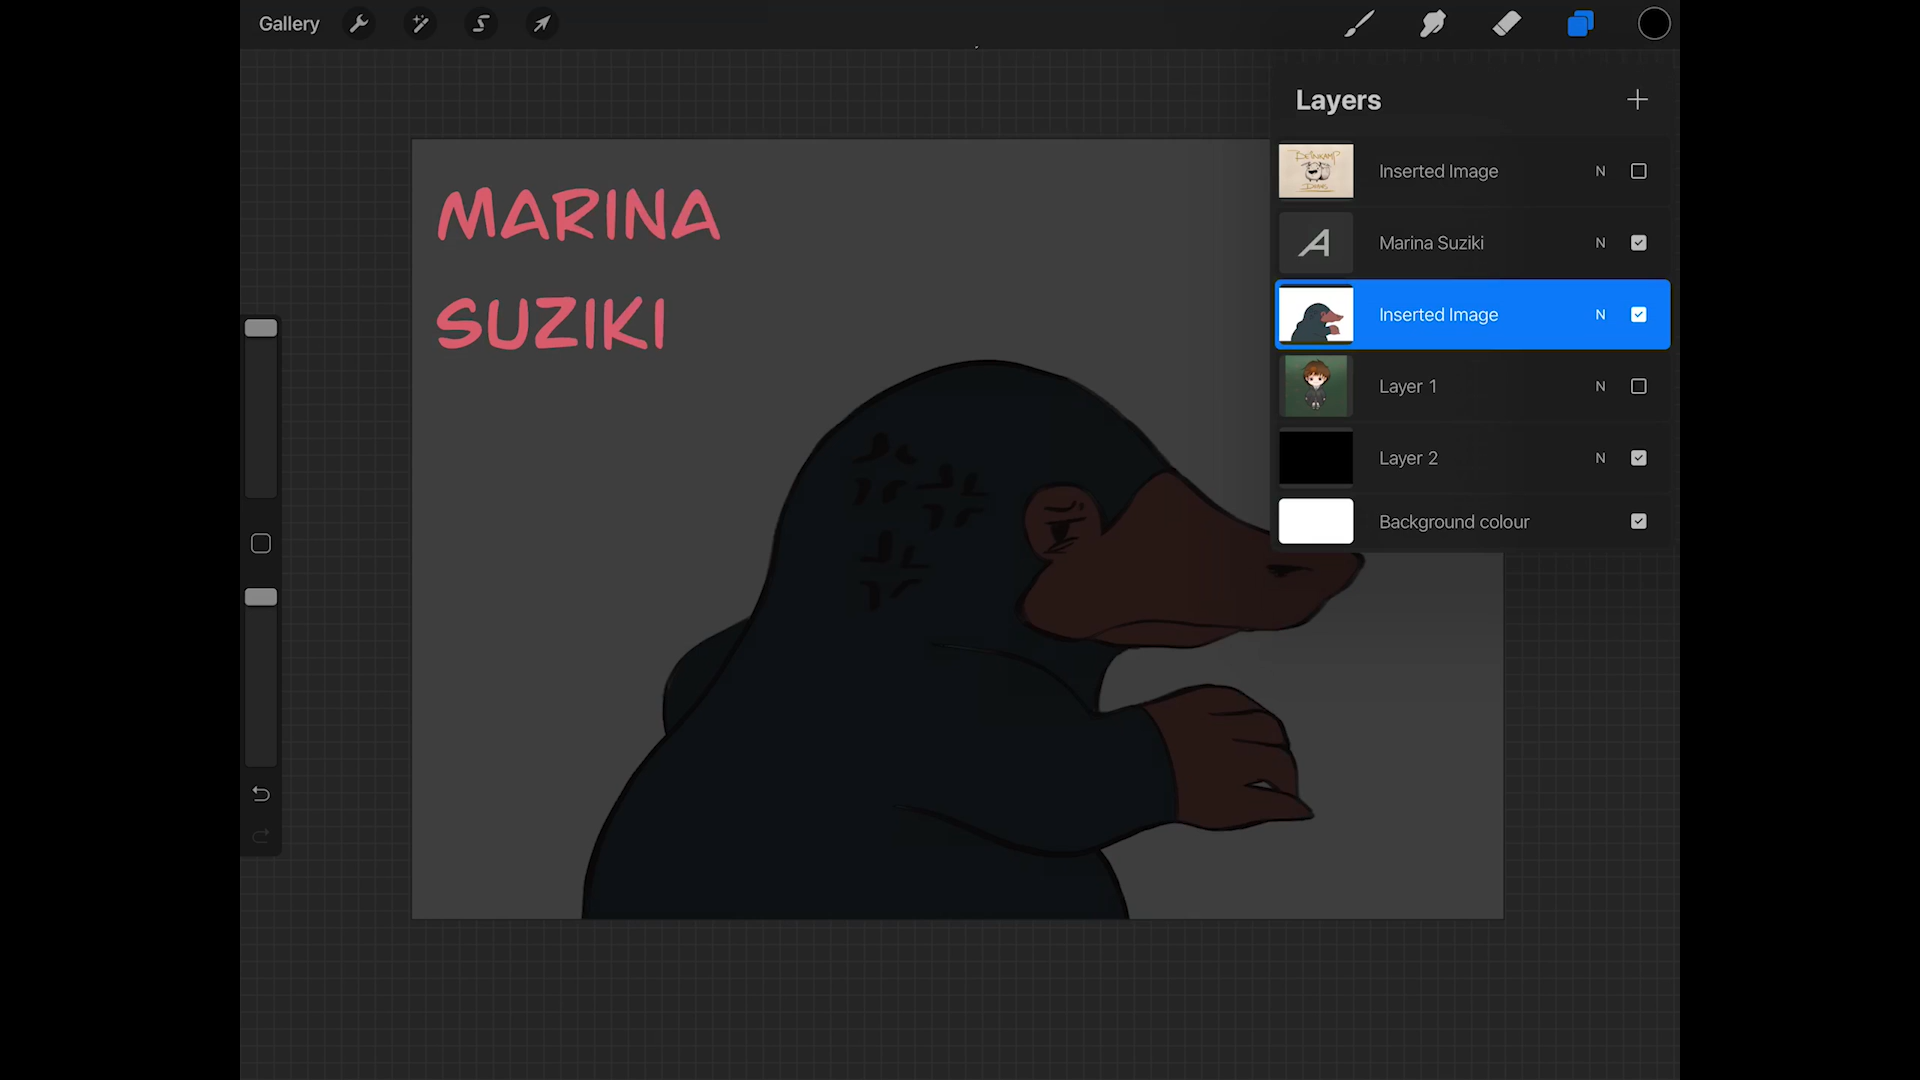 Gallery
Layers
Inserted Image N
Marina Suziki N
Inserted Image N
Layer 1 N
Layer 2 N
Background colour
MARINA
SUZIKI